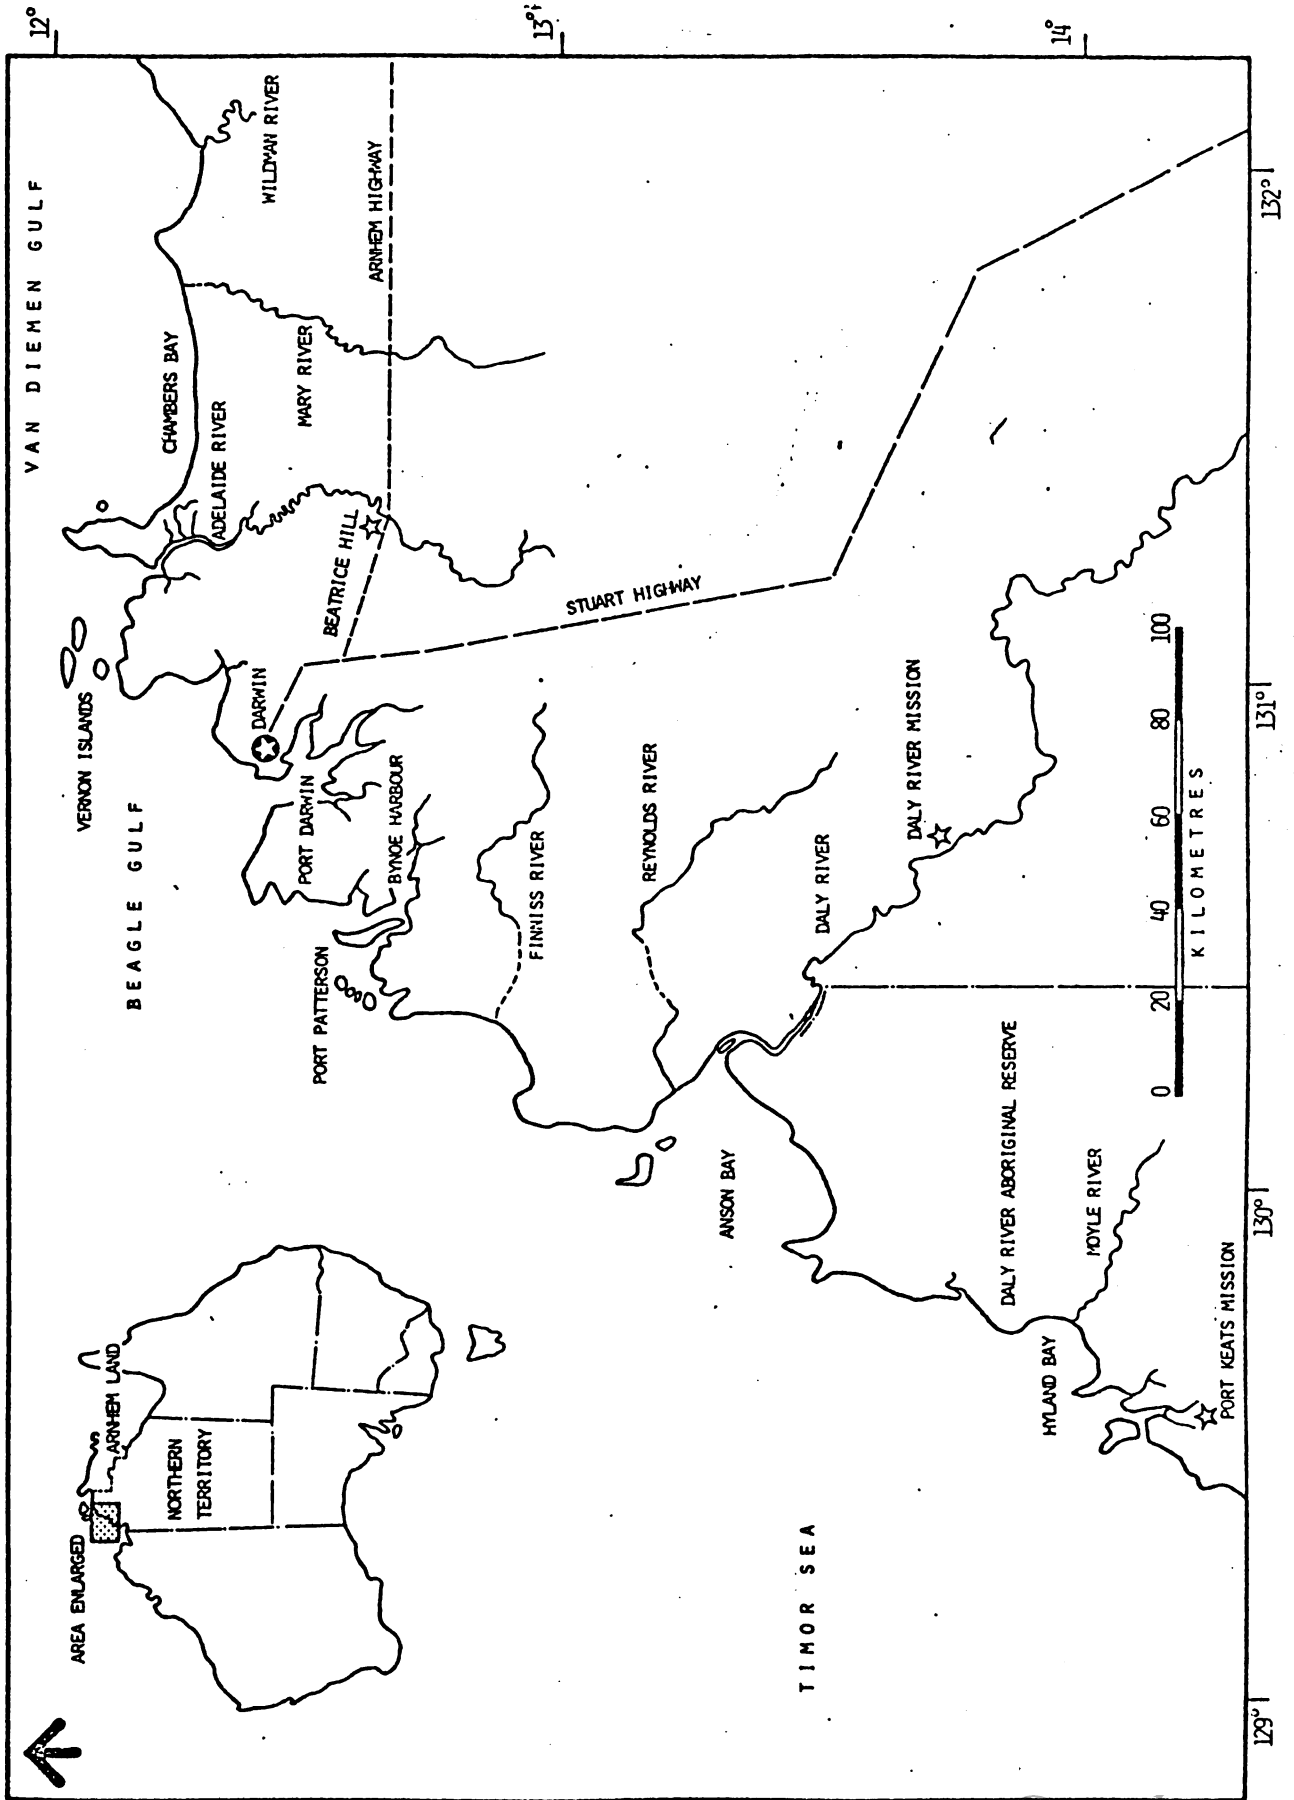 VAN DIEMEN GULF
BEAGLE GULF
TIMOR SEA
12°
13°
14°
129°
130°
131°
132°
AREA ENLARGED
ARNHEM LAND
NORTHERN
TERRITORY
VERNON ISLANDS
CHAMBERS BAY
ADELAIDE RIVER
WILDMAN RIVER
MARY RIVER
ARNHEM HIGHWAY
BEATRICE HILL
DARWIN
PORT DARWIN
BYNOE HARBOUR
PORT PATTERSON
STUART HIGHWAY
FINNISS RIVER
REYNOLDS RIVER
DALY RIVER
DALY RIVER MISSION
ANSON BAY
DALY RIVER ABORIGINAL RESERVE
MOYLE RIVER
HYLAND BAY
PORT KEATS MISSION
0 20 40 60 80 100
KILOMETRES